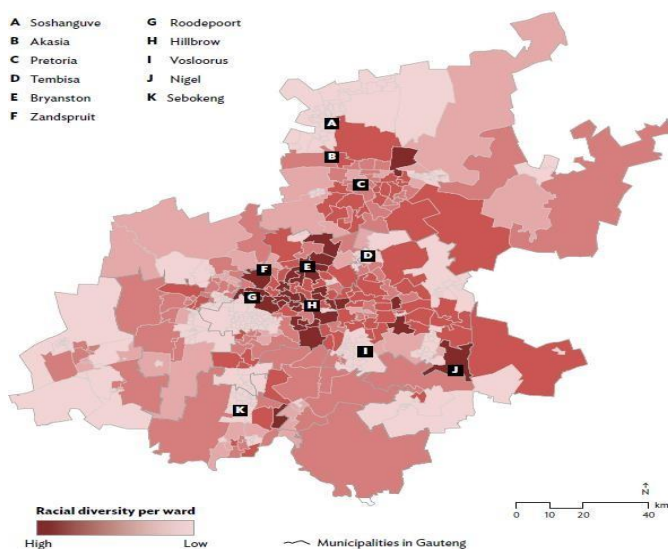 A Soshanguve
B Akasia
C Pretoria
D Tembisa
E Bryanston
F Zandspruit
G Roodepoort
H Hillbrow
I Vosloorus
J Nigel
K Sebokeng
A
B
C
D
E
F
G
H
I
J
K
Racial diversity per ward
High Low
Municipalities in Gauteng
N
0 20 40 km